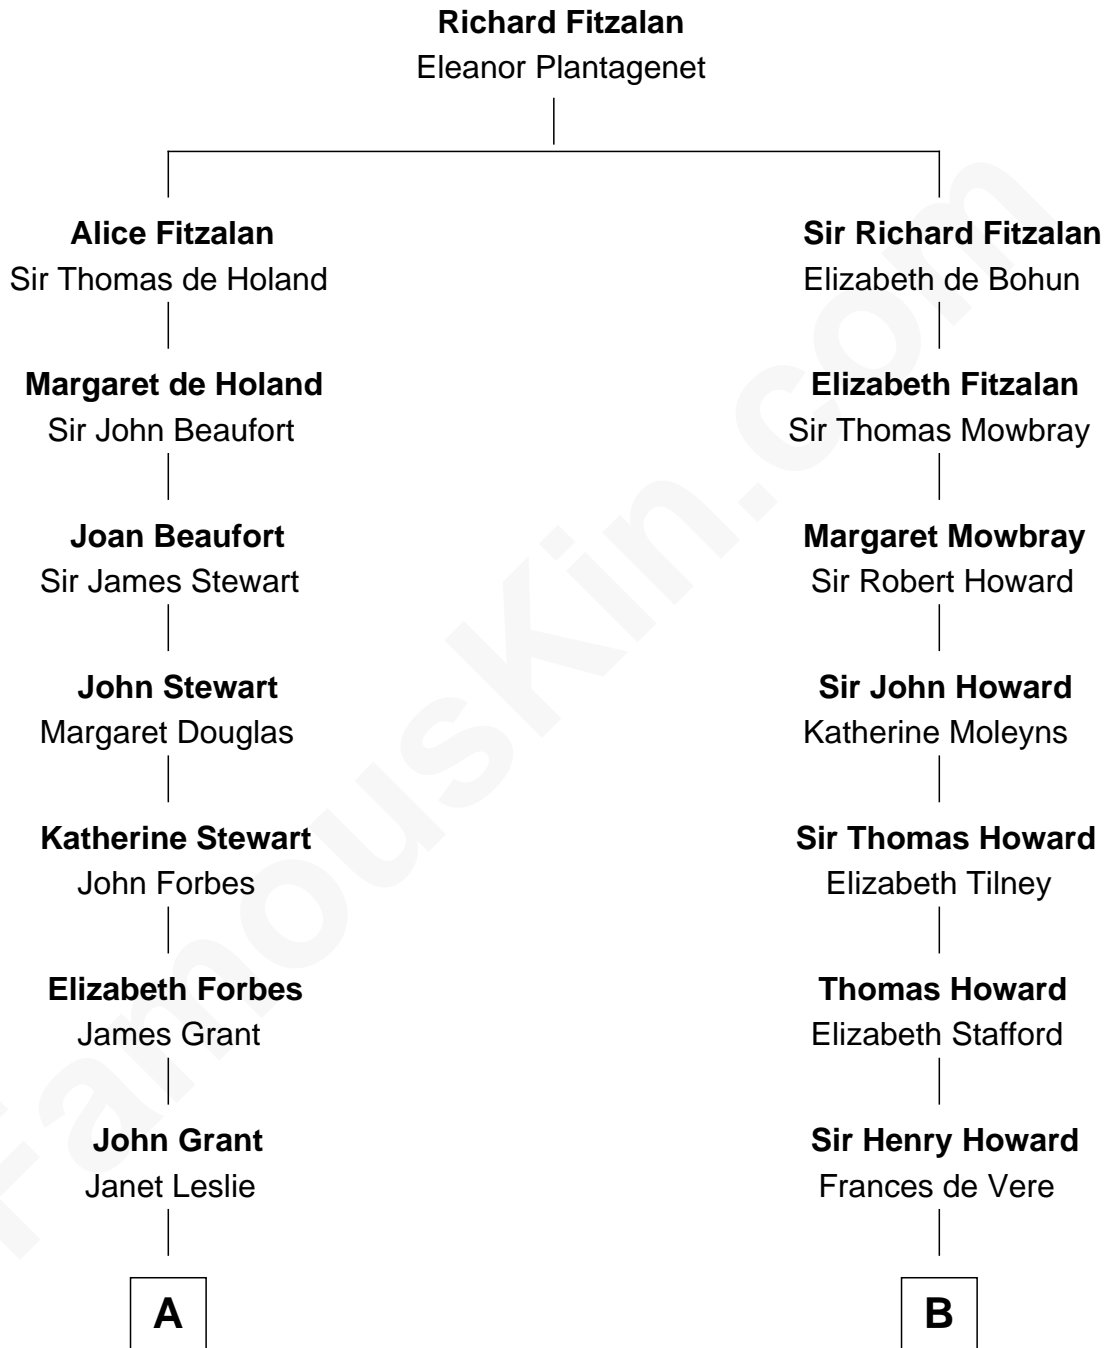 Richard Fitzalan
Eleanor Plantagenet
Alice Fitzalan
Sir Thomas de Holand
Sir Richard Fitzalan
Elizabeth de Bohun
Margaret de Holand
Sir John Beaufort
Elizabeth Fitzalan
Sir Thomas Mowbray
Joan Beaufort
Sir James Stewart
Margaret Mowbray
Sir Robert Howard
John Stewart
Margaret Douglas
Sir John Howard
Katherine Moleyns
Katherine Stewart
John Forbes
Sir Thomas Howard
Elizabeth Tilney
Elizabeth Forbes
James Grant
Thomas Howard
Elizabeth Stafford
John Grant
Janet Leslie
Sir Henry Howard
Frances de Vere
A
B
FamousKin.com